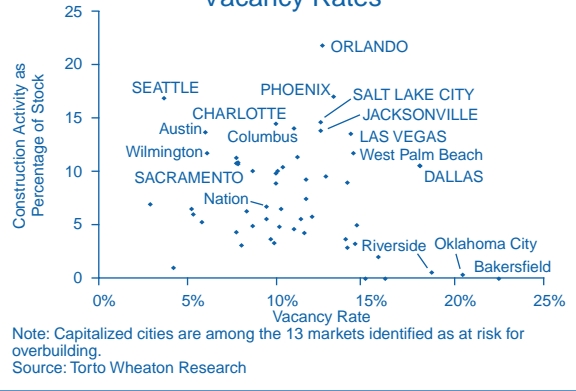 Vacancy Rates
Construction Activity as
Percentage of Stock
25
20
15
10
5
0
ORLANDO
SEATTLE
PHOENIX
SALT LAKE CITY
CHARLOTTE
JACKSONVILLE
Austin
Columbus
LAS VEGAS
Wilmington
West Palm Beach
SACRAMENTO
DALLAS
Nation
Riverside
Oklahoma City
Bakersfield
0% 5% 10% 15% 20% 25%
Vacancy Rate
Note: Capitalized cities are among the 13 markets identified as at risk for
overbuilding.
Source: Torto Wheaton Research